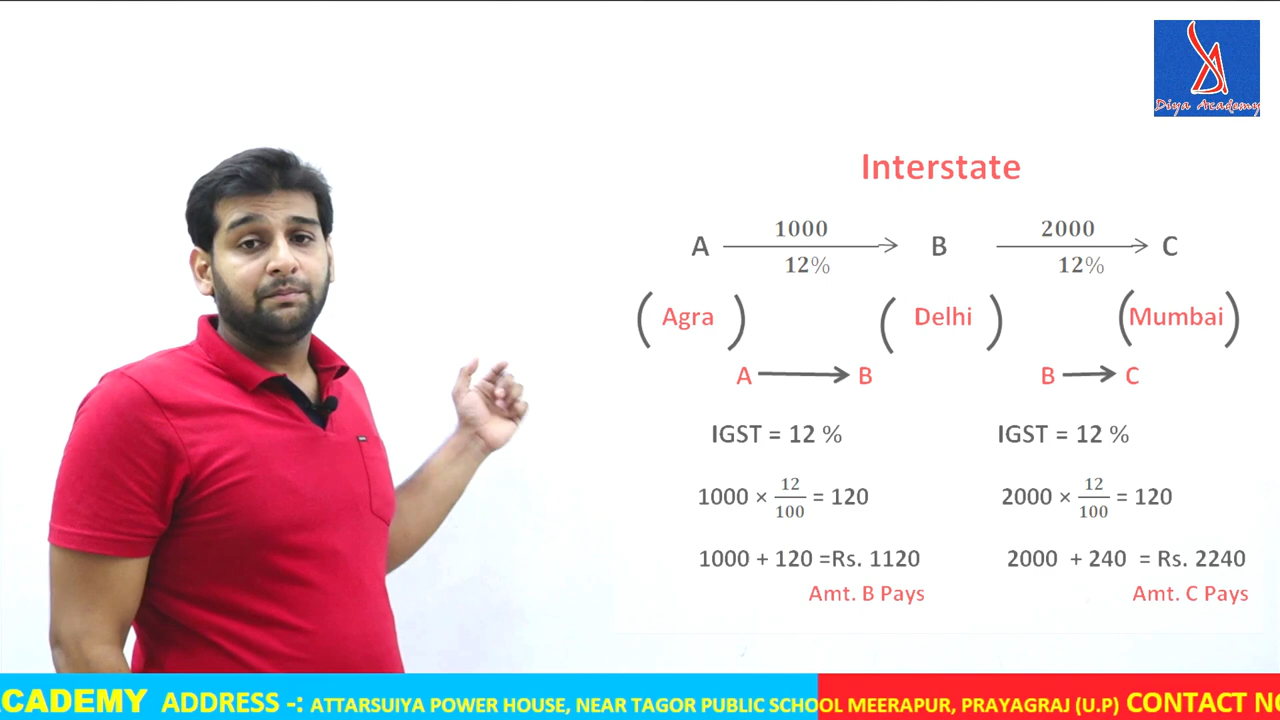 Diya Academy
Interstate
A 1000 B 2000 C
12% 12%
(Agra) (Delhi) (Mumbai)
A → B B → C
IGST = 12 % IGST = 12 %
1000 × 12/100 = 120 2000 × 12/100 = 120
1000 + 120 =Rs. 1120 2000 + 240 = Rs. 2240
Amt. B Pays Amt. C Pays
CADEMY ADDRESS -: ATTARSUIYA POWER HOUSE, NEAR TAGOR PUBLIC SCHOOL MEERAPUR, PRAYAGRAJ (U.P) CONTACT NO